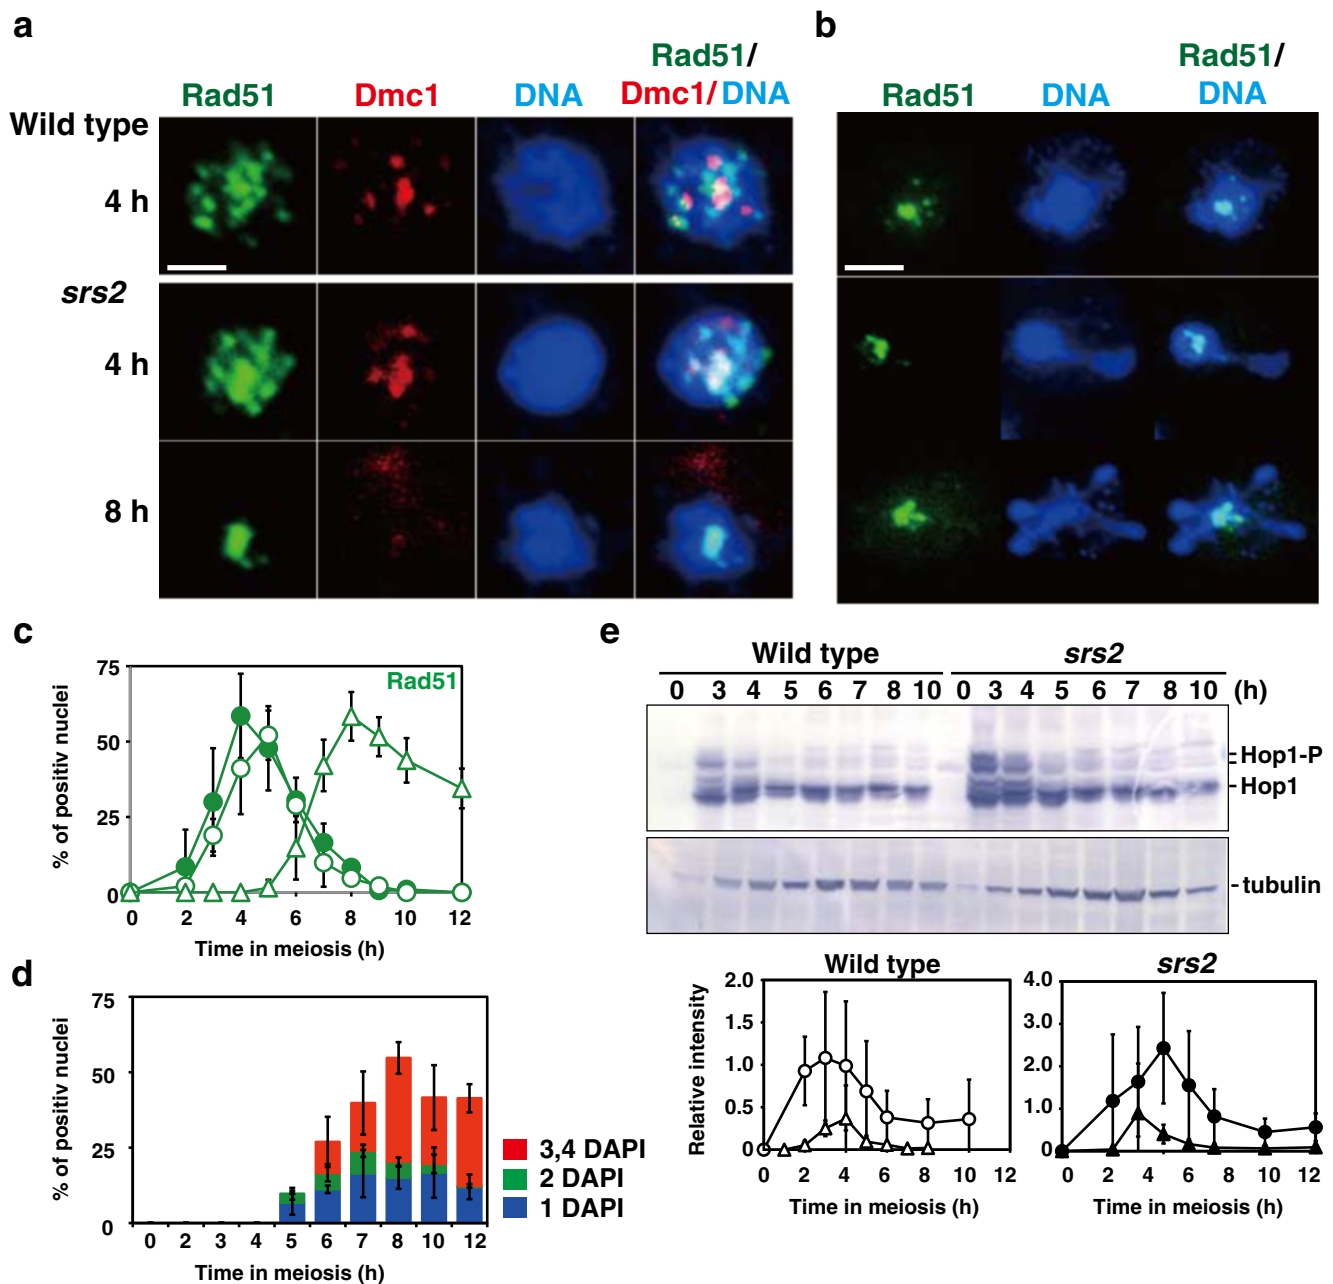 a
Rad51 Dmc1 DNA Rad51/
Dmc1/DNA
Wild type
4 h
srs2
4 h
8 h
b
Rad51 DNA Rad51/
DNA
c
Rad51
75
50
25
0
% of positiv nuclei
0 2 4 6 8 10 12
Time in meiosis (h)
d
75
50
25
0
% of positiv nuclei
0 2 3 4 5 6 7 8 10 12
Time in meiosis (h)
3,4 DAPI
2 DAPI
1 DAPI
e
Wild type srs2
0 3 4 5 6 7 8 10 0 3 4 5 6 7 8 10 (h)
Hop1-P
Hop1
tubulin
Wild type
2.0
1.5
1.0
0.5
0
Relative intensity
0 2 4 6 8 10 12
Time in meiosis (h)
srs2
4.0
3.0
2.0
1.0
0
0 2 4 6 8 10 12
Time in meiosis (h)